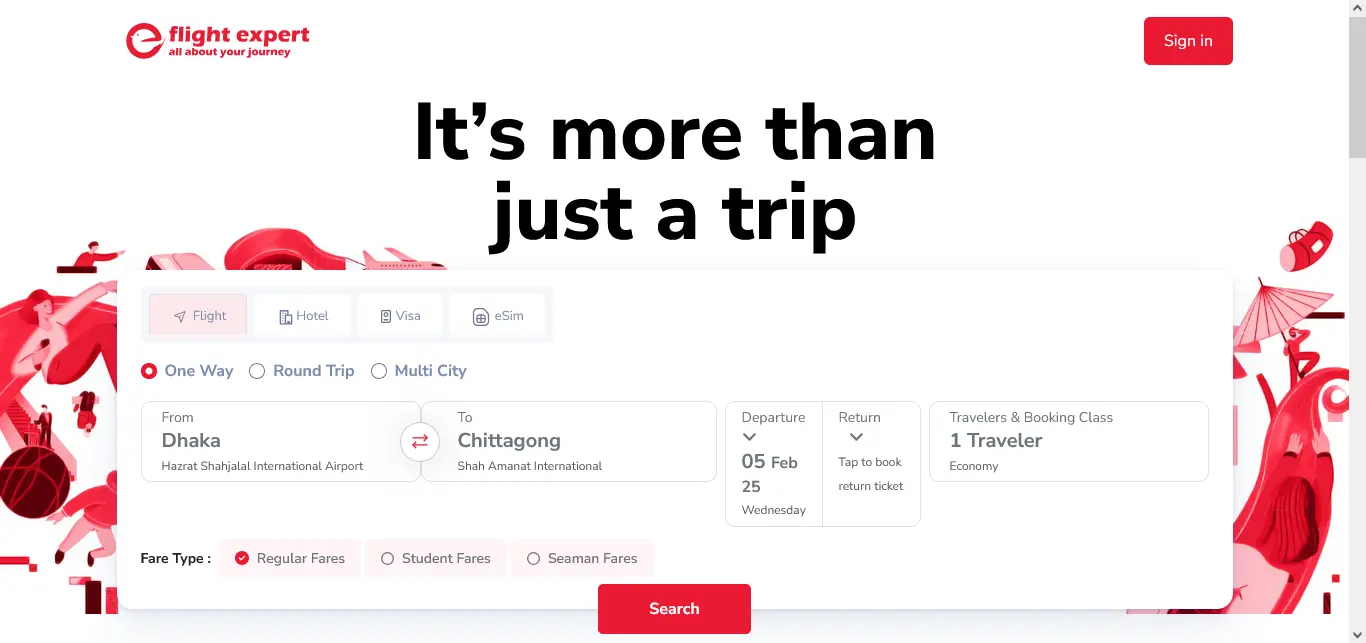 flight expert
all about your journey
Sign in
It's more than
just a trip
Flight
Hotel
Visa
eSim
One Way
Round Trip
Multi City
From
Dhaka
Hazrat Shahjalal International Airport
To
Chittagong
Shah Amanat International
Departure
05 Feb
25
Wednesday
Return
Tap to book
return ticket
Travelers & Booking Class
1 Traveler
Economy
Fare Type :
Regular Fares
Student Fares
Seaman Fares
Search